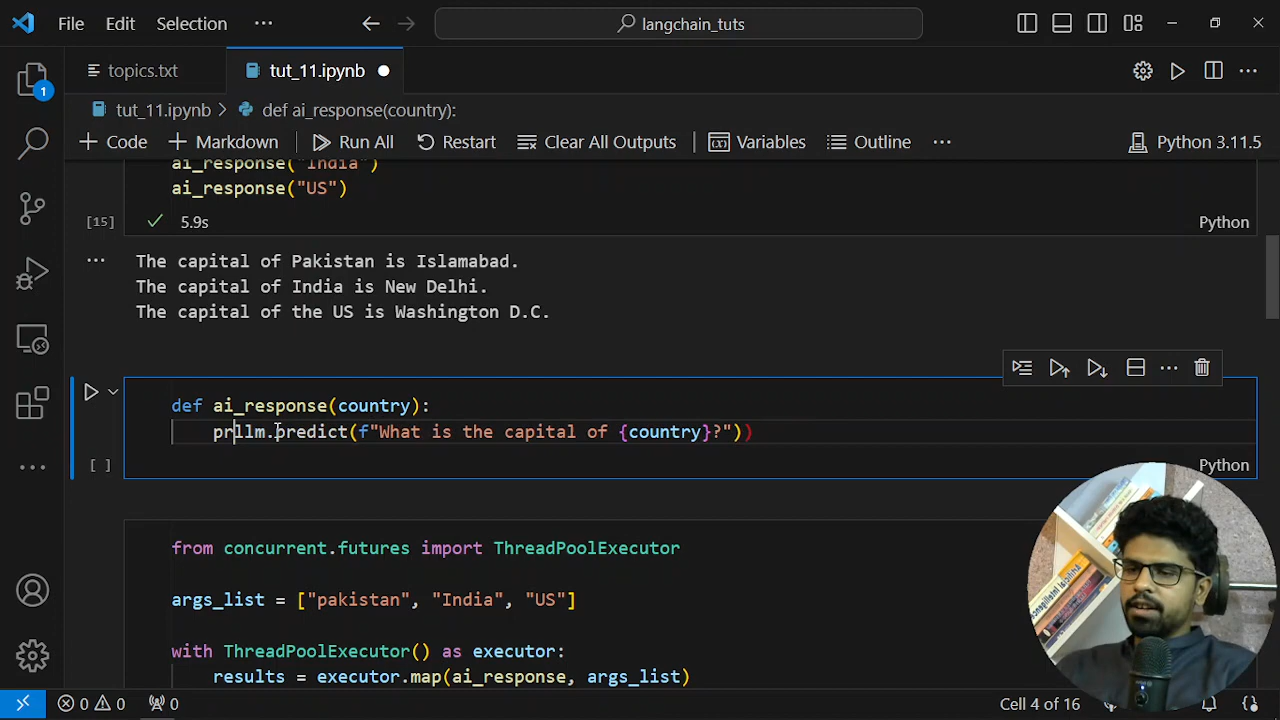 File Edit Selection ··· langchain_tuts
topics.txt tut_11.ipynb
tut_11.ipynb > def ai_response(country):
+ Code + Markdown Run All Restart Clear All Outputs Variables Outline ··· Python 3.11.5
ai_response("India")
ai_response("US")
[15] 5.9s Python
The capital of Pakistan is Islamabad.
The capital of India is New Delhi.
The capital of the US is Washington D.C.
def ai_response(country):
prllm.predict(f"What is the capital of {country}?"))
[ ] Python
from concurrent.futures import ThreadPoolExecutor
args_list = ["pakistan", "India", "US"]
with ThreadPoolExecutor() as executor:
results = executor.map(ai_response, args_list)
1
0 0 0 Cell 4 of 16